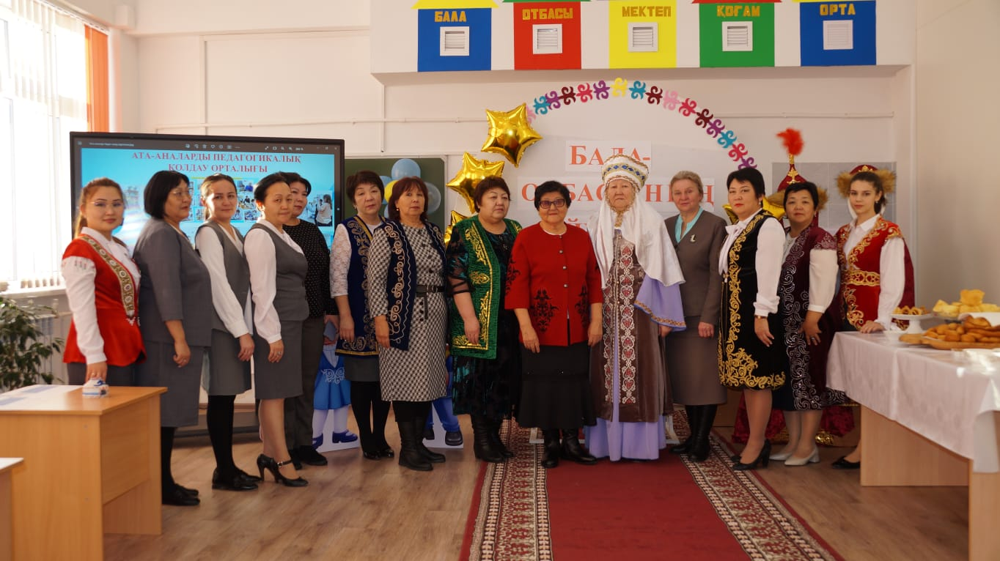 БАЛА
ОТБАСЫ
МЕКТЕП
ҚОҒАМ
ОРТА
АТА-АНАЛАРДЫ ПЕДАГОГИКАЛЫҚ
ҚОЛДАУ ОРТАЛЫҒЫ
БАЛА-